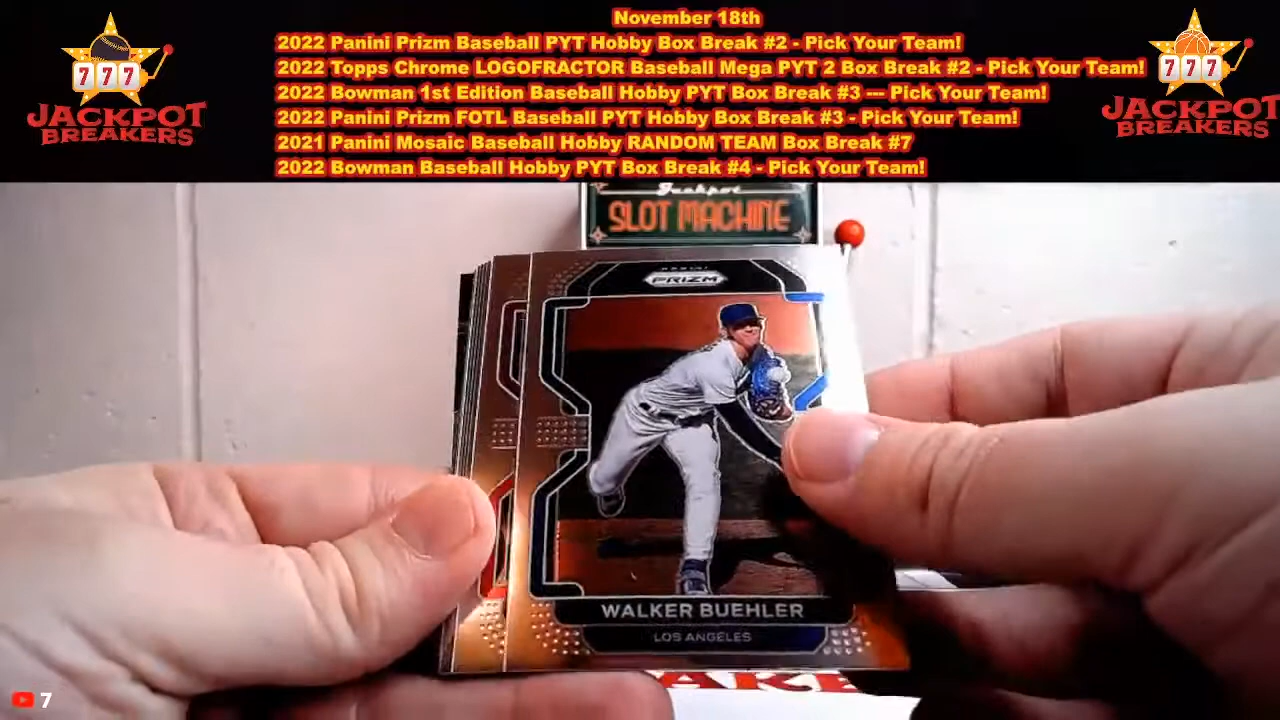 November 18th
2022 Panini Prizm Baseball PYT Hobby Box Break #2 - Pick Your Team!
2022 Topps Chrome LOGOFRACTOR Baseball Mega PYT 2 Box Break #2 - Pick Your Team!
2022 Bowman 1st Edition Baseball Hobby PYT Box Break #3 --- Pick Your Team!
2022 Panini Prizm FOTL Baseball PYT Hobby Box Break #3 - Pick Your Team!
2021 Panini Mosaic Baseball Hobby RANDOM TEAM Box Break #7
2022 Bowman Baseball Hobby PYT Box Break #4 - Pick Your Team!
777
JACKPOT
BREAKERS
777
JACKPOT
BREAKERS
Jackpot
SLOT MACHINE
PANINI
PRIZM
WALKER BUEHLER
LOS ANGELES
7